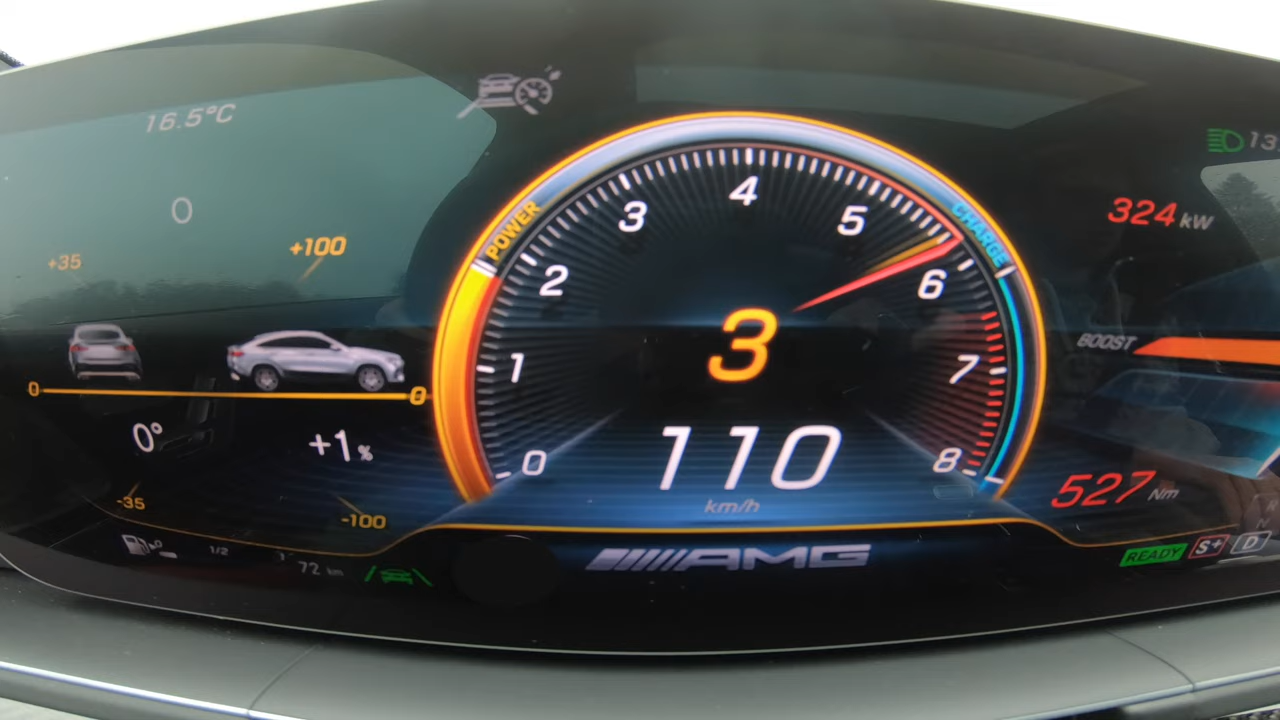 16.5°C
0
+35
+100
0
0
0°
+1%
-35
-100
1/2
72 km
POWER
CHARGE
0
1
2
3
4
5
6
7
8
3
110
km/h
AMG
324 kW
BOOST
527 Nm
READY
S+
D